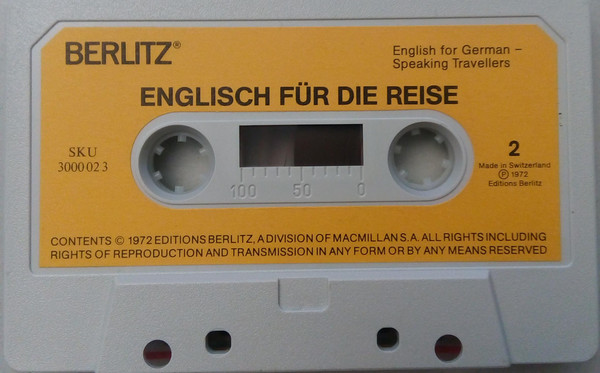 BERLITZ®
English for German –
Speaking Travellers
ENGLISCH FÜR DIE REISE
SKU
3000 02 3
2
Made in Switzerland
Ⓟ 1972
Editions Berlitz
100 50 0
CONTENTS © 1972 EDITIONS BERLITZ, A DIVISION OF MACMILLAN S.A. ALL RIGHTS INCLUDING
RIGHTS OF REPRODUCTION AND TRANSMISSION IN ANY FORM OR BY ANY MEANS RESERVED